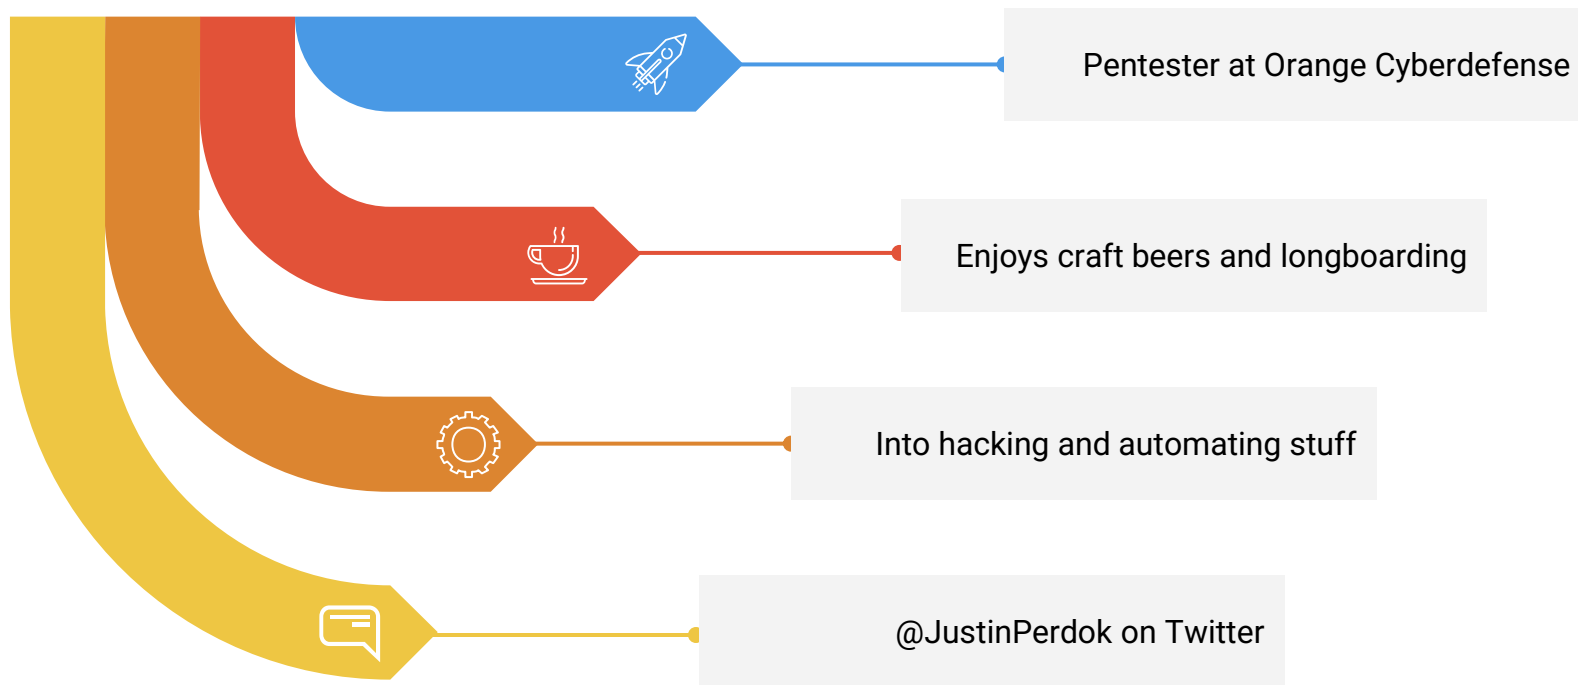 Pentester at Orange Cyberdefense
Enjoys craft beers and longboarding
Into hacking and automating stuff
@JustinPerdok on Twitter